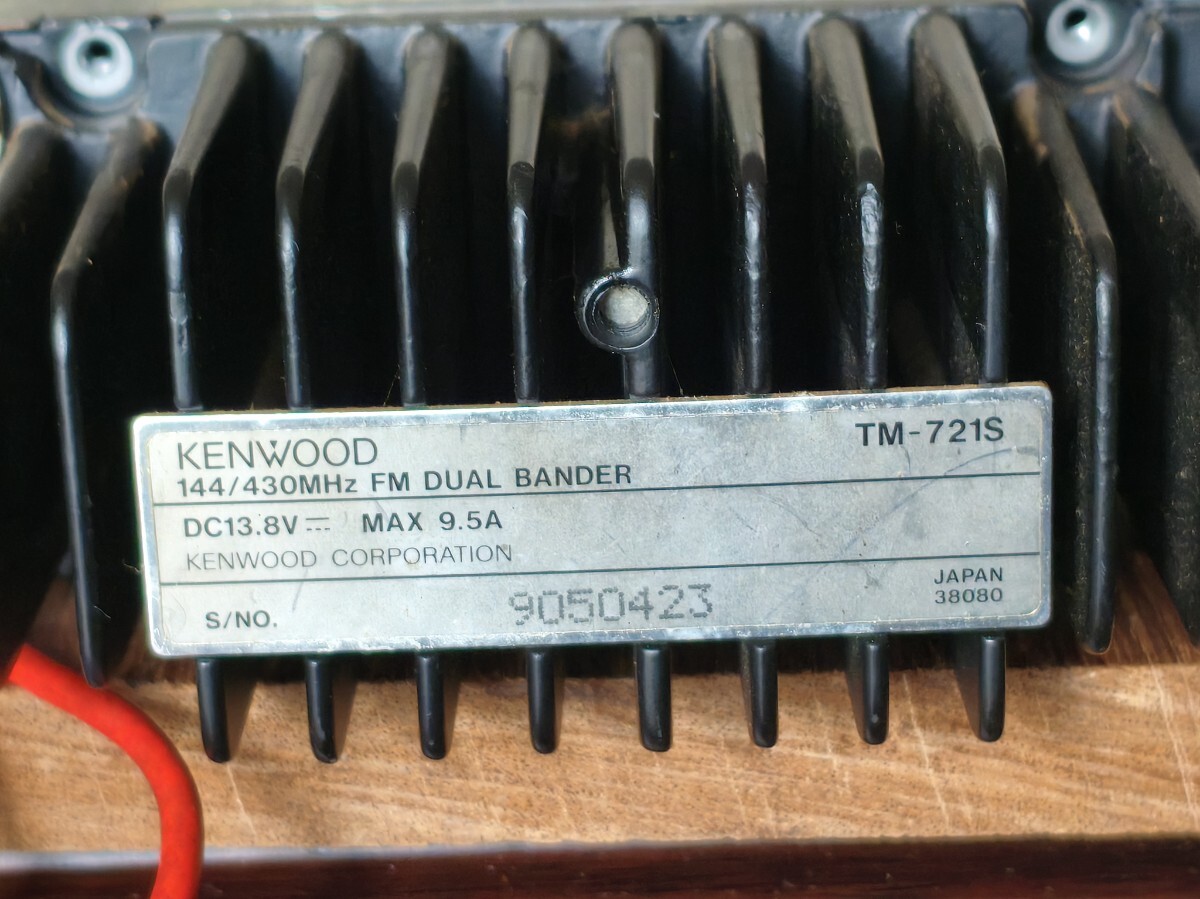 KENWOOD
TM-721S
144/430MHz FM DUAL BANDER
DC13.8V ⎓ MAX 9.5A
KENWOOD CORPORATION
S/NO.
9050423
JAPAN
38080